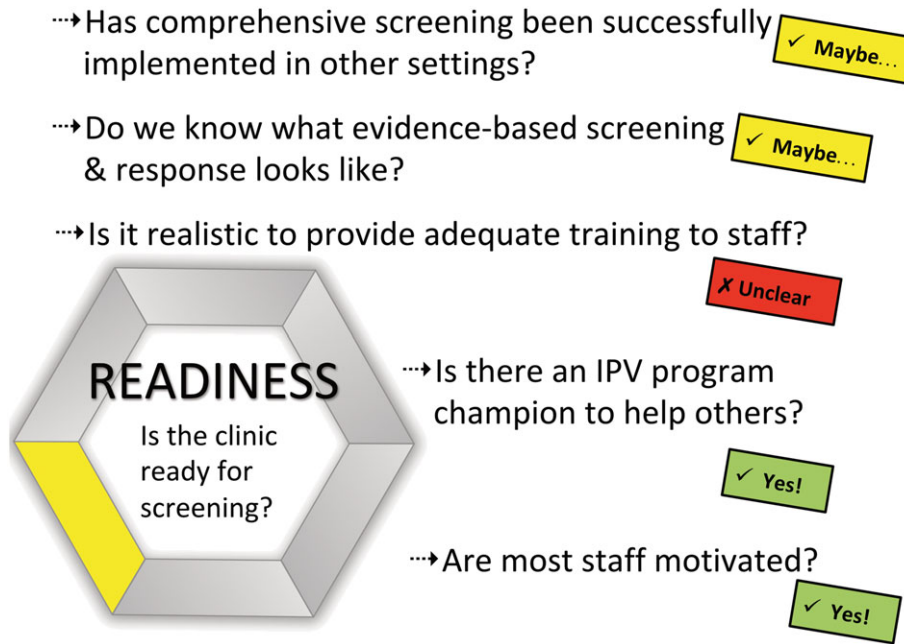 ⇢Has comprehensive screening been successfully
implemented in other settings?
✓ Maybe...
⇢Do we know what evidence-based screening
& response looks like?
✓ Maybe...
⇢Is it realistic to provide adequate training to staff?
✗ Unclear
READINESS
Is the clinic
ready for
screening?
⇢Is there an IPV program
champion to help others?
✓ Yes!
⇢Are most staff motivated?
✓ Yes!